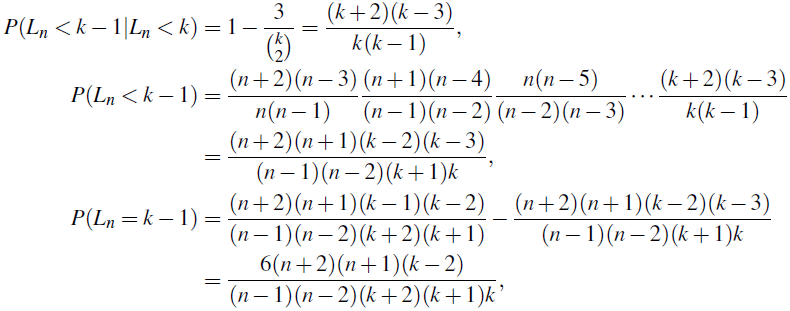 P(L_n < k − 1|L_n < k) = 1 − \frac{3}{\binom{k}{2}} = \frac{(k+2)(k−3)}{k(k−1)},
P(L_n < k − 1) = \frac{(n+2)(n−3)}{n(n−1)} \frac{(n+1)(n−4)}{(n−1)(n−2)} \frac{n(n−5)}{(n−2)(n−3)} ⋯ \frac{(k+2)(k−3)}{k(k−1)}
= \frac{(n+2)(n+1)(k−2)(k−3)}{(n−1)(n−2)(k+1)k},
P(L_n = k − 1) = \frac{(n+2)(n+1)(k−1)(k−2)}{(n−1)(n−2)(k+2)(k+1)} − \frac{(n+2)(n+1)(k−2)(k−3)}{(n−1)(n−2)(k+1)k}
= \frac{6(n+2)(n+1)(k−2)}{(n−1)(n−2)(k+2)(k+1)k},